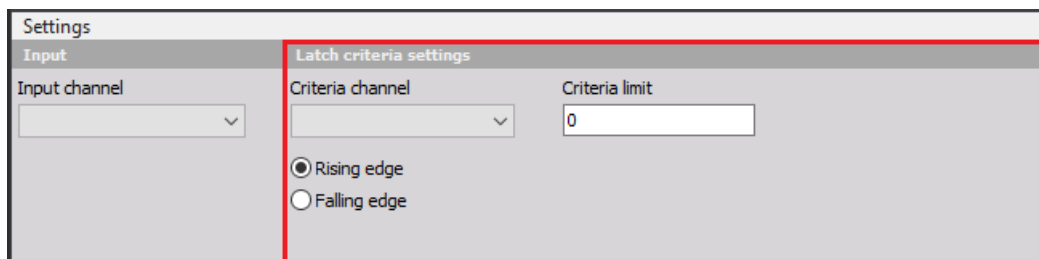 Settings
Input
Latch criteria settings
Input channel
Criteria channel
Criteria limit
0
Rising edge
Falling edge